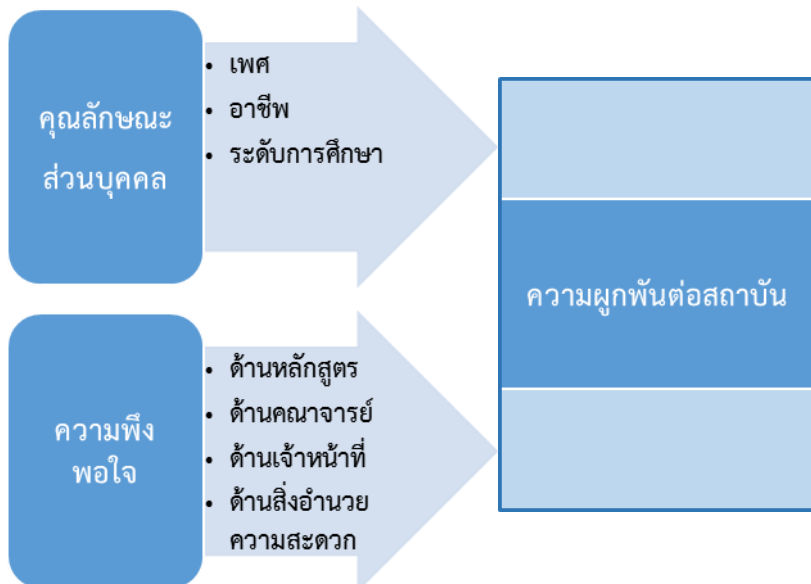 คุณลักษณะ
ส่วนบุคคล
• เพศ
• อาชีพ
• ระดับการศึกษา
ความพึง
พอใจ
• ด้านหลักสูตร
• ด้านคณาจารย์
• ด้านเจ้าหน้าที่
• ด้านสิ่งอำนวย
ความสะดวก
ความผูกพันต่อสถาบัน